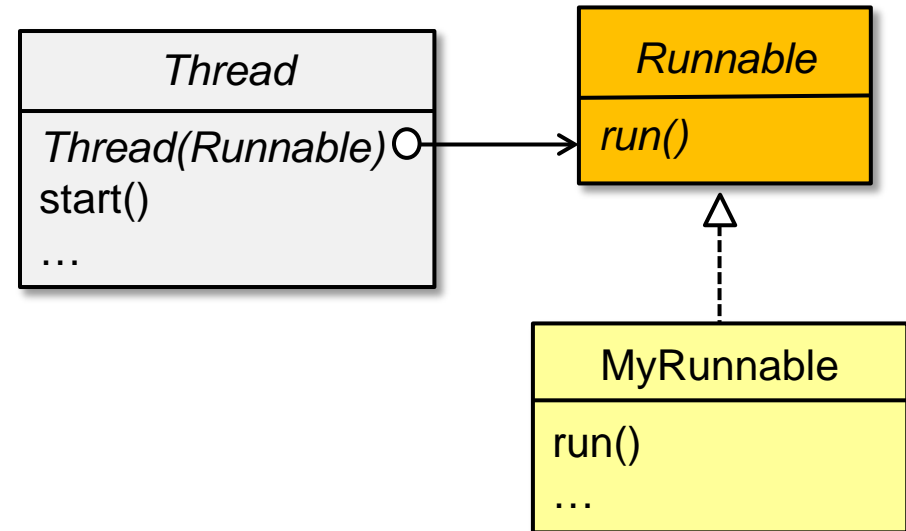 Thread
Thread(Runnable)
start()
…
Runnable
run()
MyRunnable
run()
…